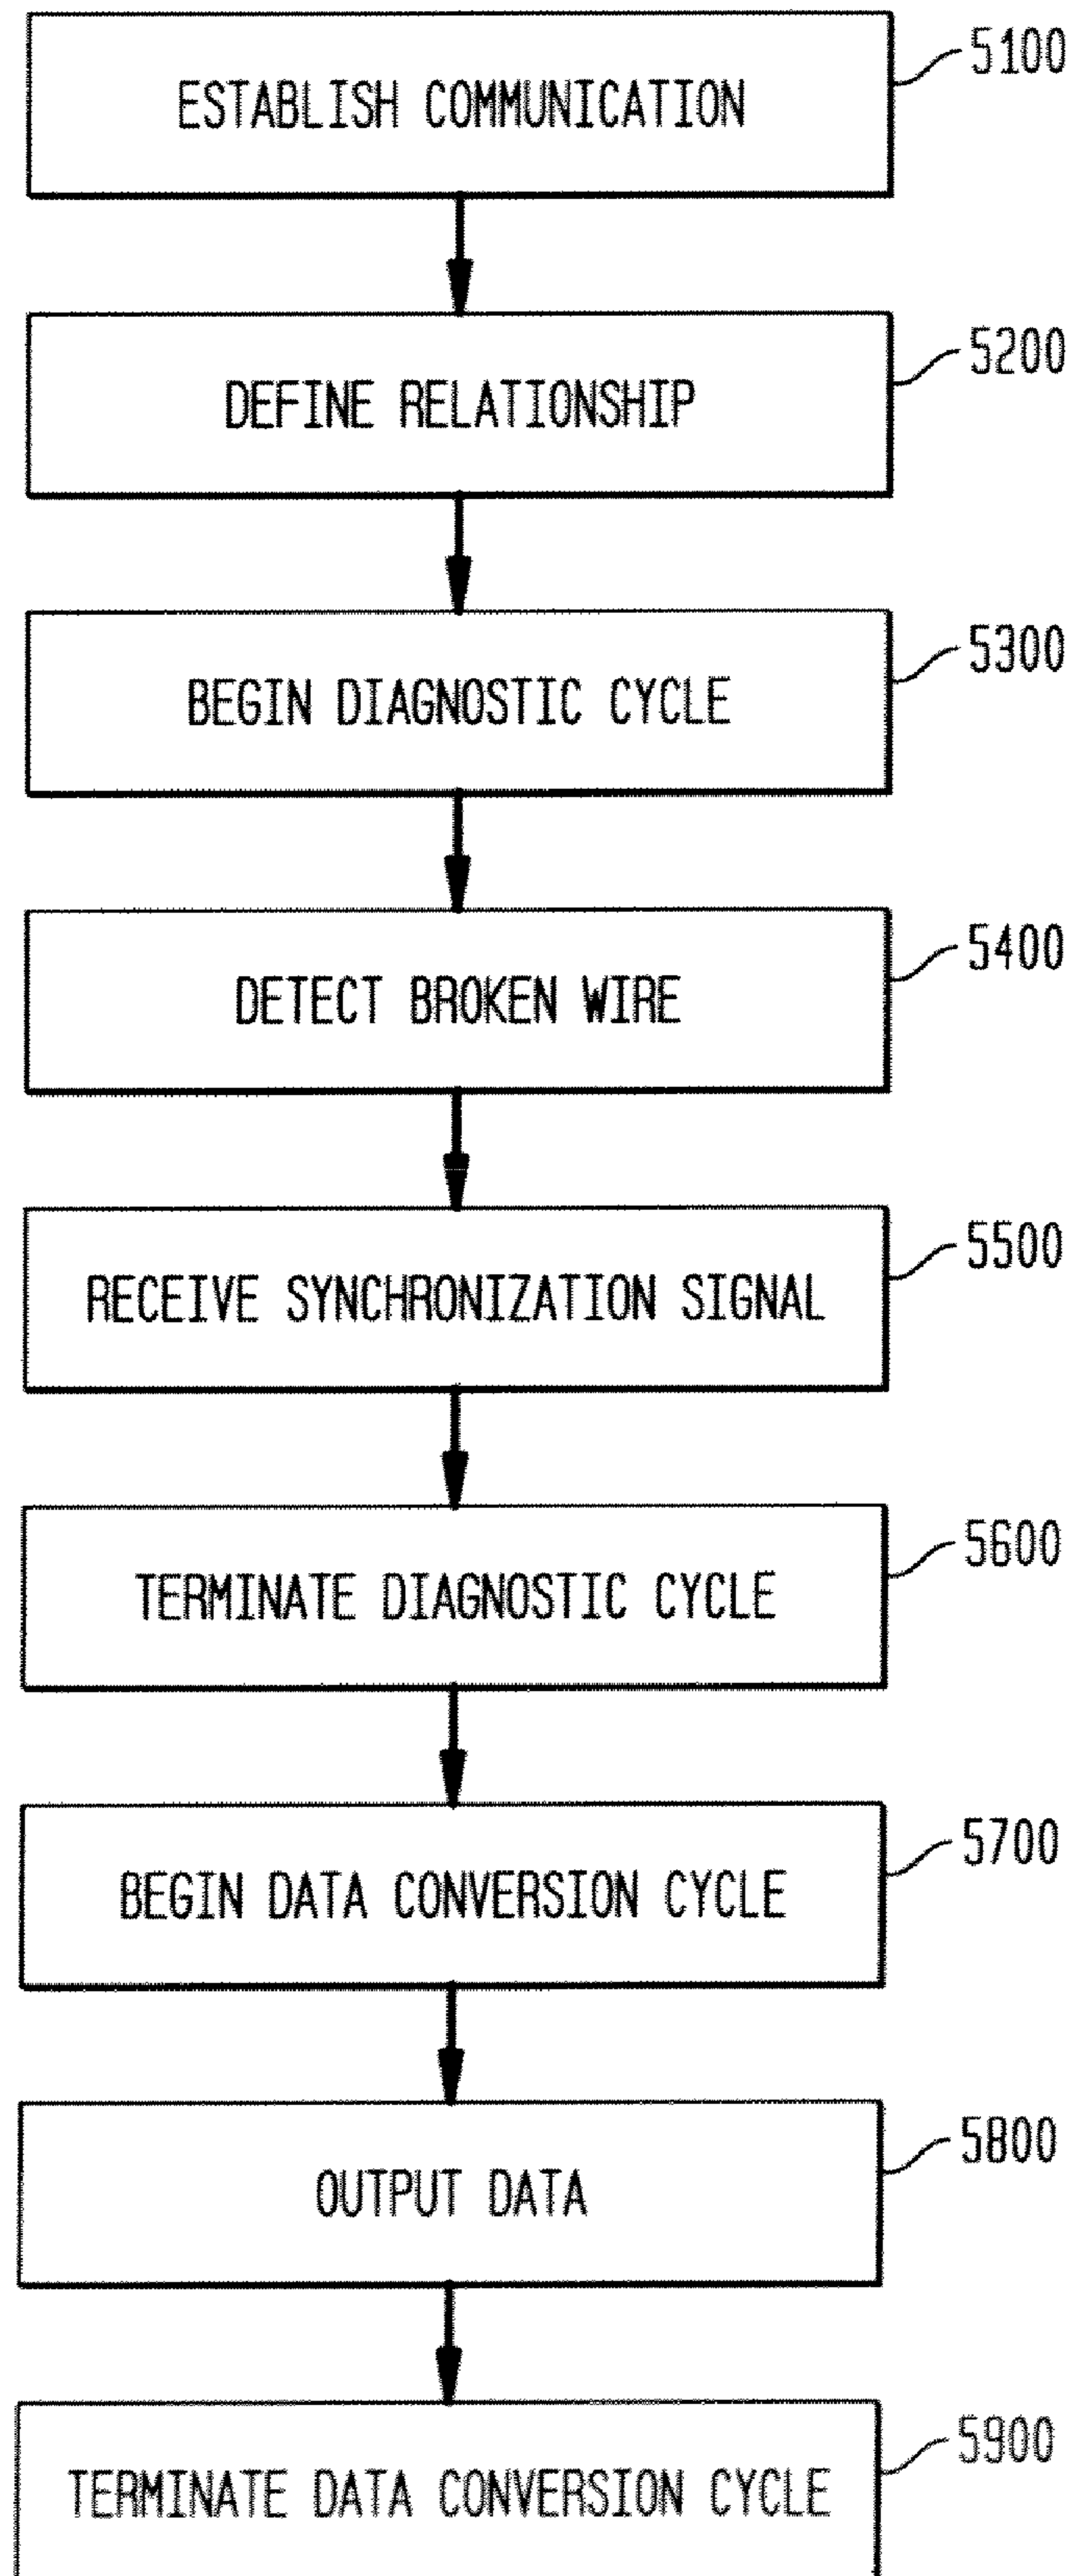 ESTABLISH COMMUNICATION
5100
DEFINE RELATIONSHIP
5200
BEGIN DIAGNOSTIC CYCLE
5300
DETECT BROKEN WIRE
5400
RECEIVE SYNCHRONIZATION SIGNAL
5500
TERMINATE DIAGNOSTIC CYCLE
5600
BEGIN DATA CONVERSION CYCLE
5700
OUTPUT DATA
5800
TERMINATE DATA CONVERSION CYCLE
5900